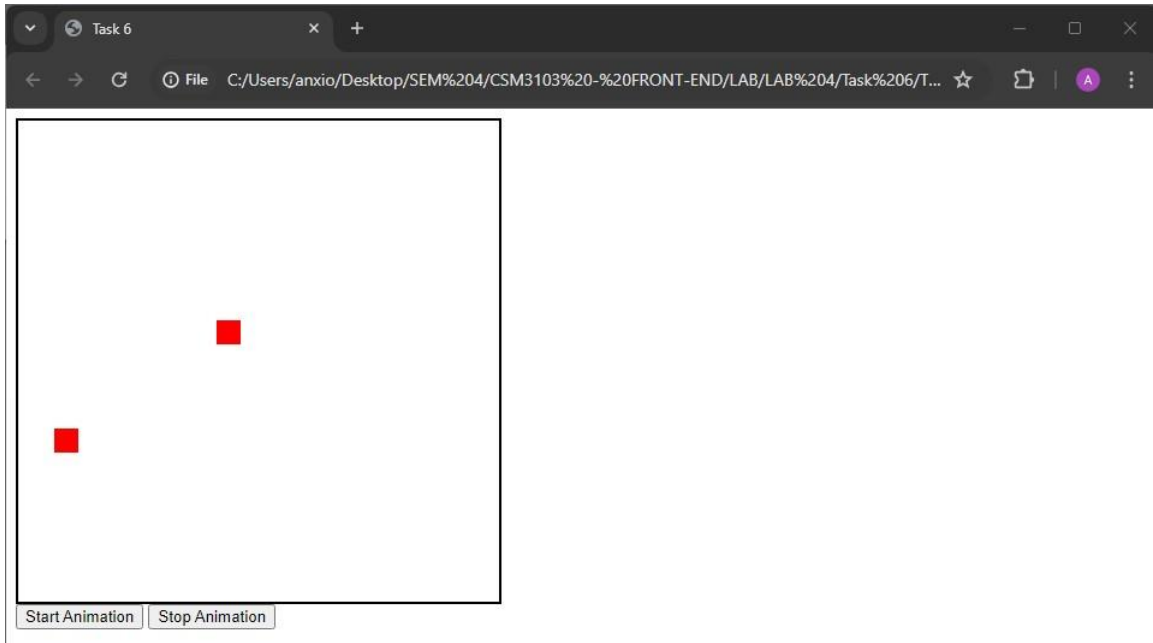 Task 6
File C:/Users/anxio/Desktop/SEM%204/CSM3103%20-%20FRONT-END/LAB/LAB%204/Task%206/T... A
Start Animation Stop Animation